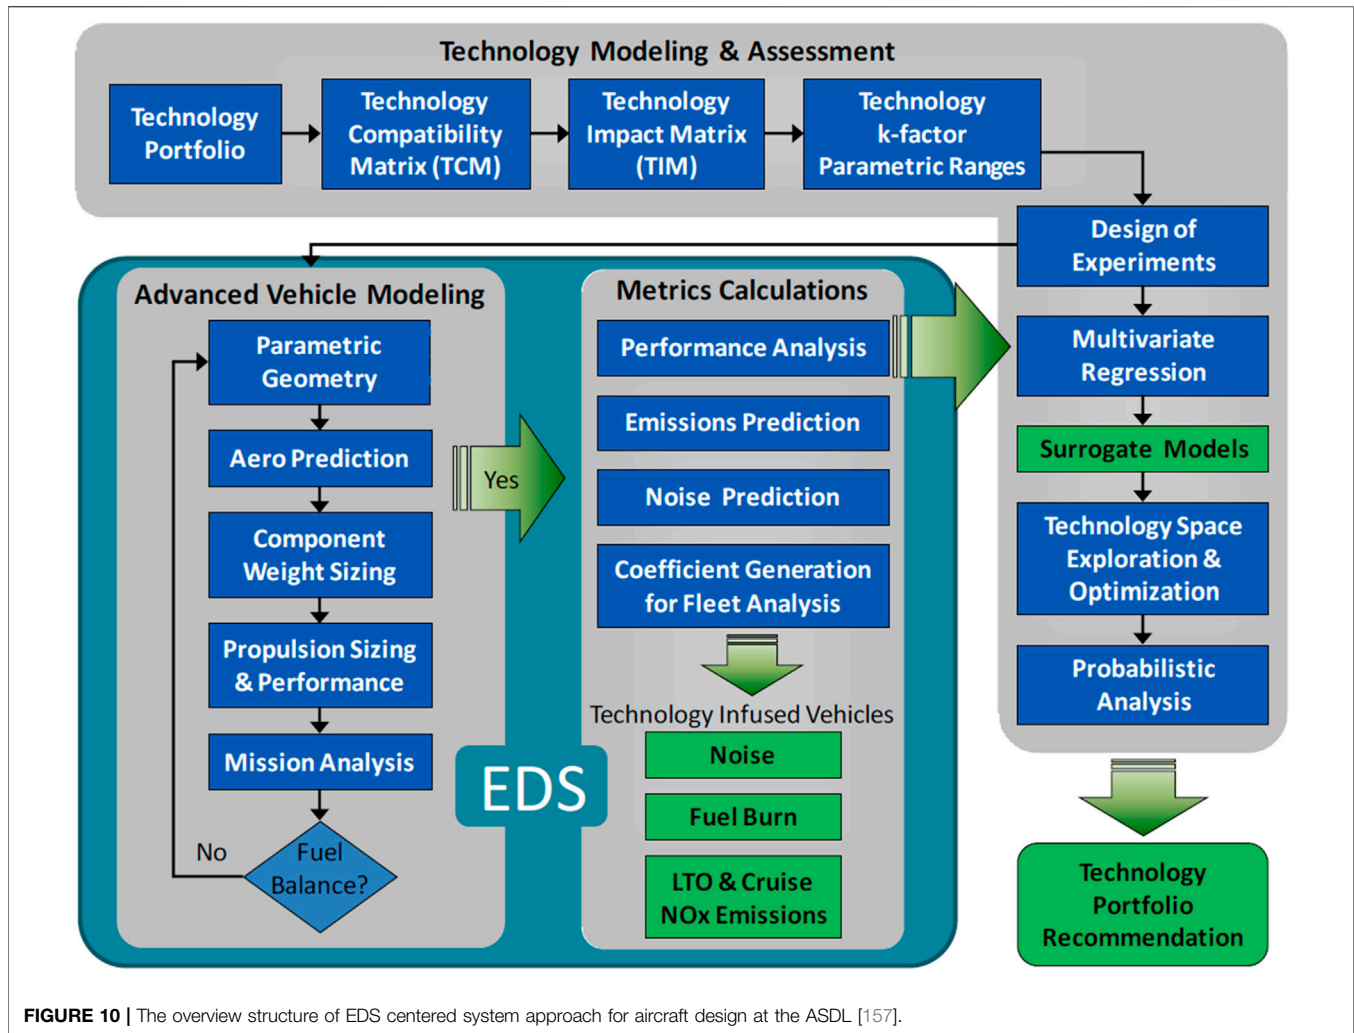 Technology Modeling & Assessment
Technology
Portfolio
Technology
Compatibility
Matrix (TCM)
Technology
Impact Matrix
(TIM)
Technology
k-factor
Parametric Ranges
Design of
Experiments
Multivariate
Regression
Surrogate Models
Technology Space
Exploration &
Optimization
Probabilistic
Analysis
Technology
Portfolio
Recommendation
Advanced Vehicle Modeling
Parametric
Geometry
Aero Prediction
Component
Weight Sizing
Propulsion Sizing
& Performance
Mission Analysis
Fuel
Balance?
No
Yes
EDS
Metrics Calculations
Performance Analysis
Emissions Prediction
Noise Prediction
Coefficient Generation
for Fleet Analysis
Technology Infused Vehicles
Noise
Fuel Burn
LTO & Cruise
NOx Emissions
FIGURE 10 | The overview structure of EDS centered system approach for aircraft design at the ASDL [157].